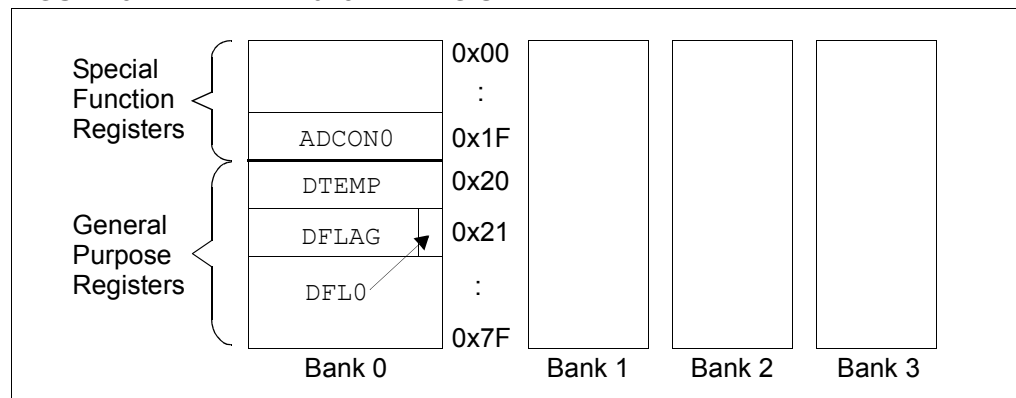 Special
Function
Registers
0x00
:
ADCON0
0x1F
General
Purpose
Registers
DTEMP
0x20
DFLAG
0x21
DFL0
:
0x7F
Bank 0
Bank 1
Bank 2
Bank 3